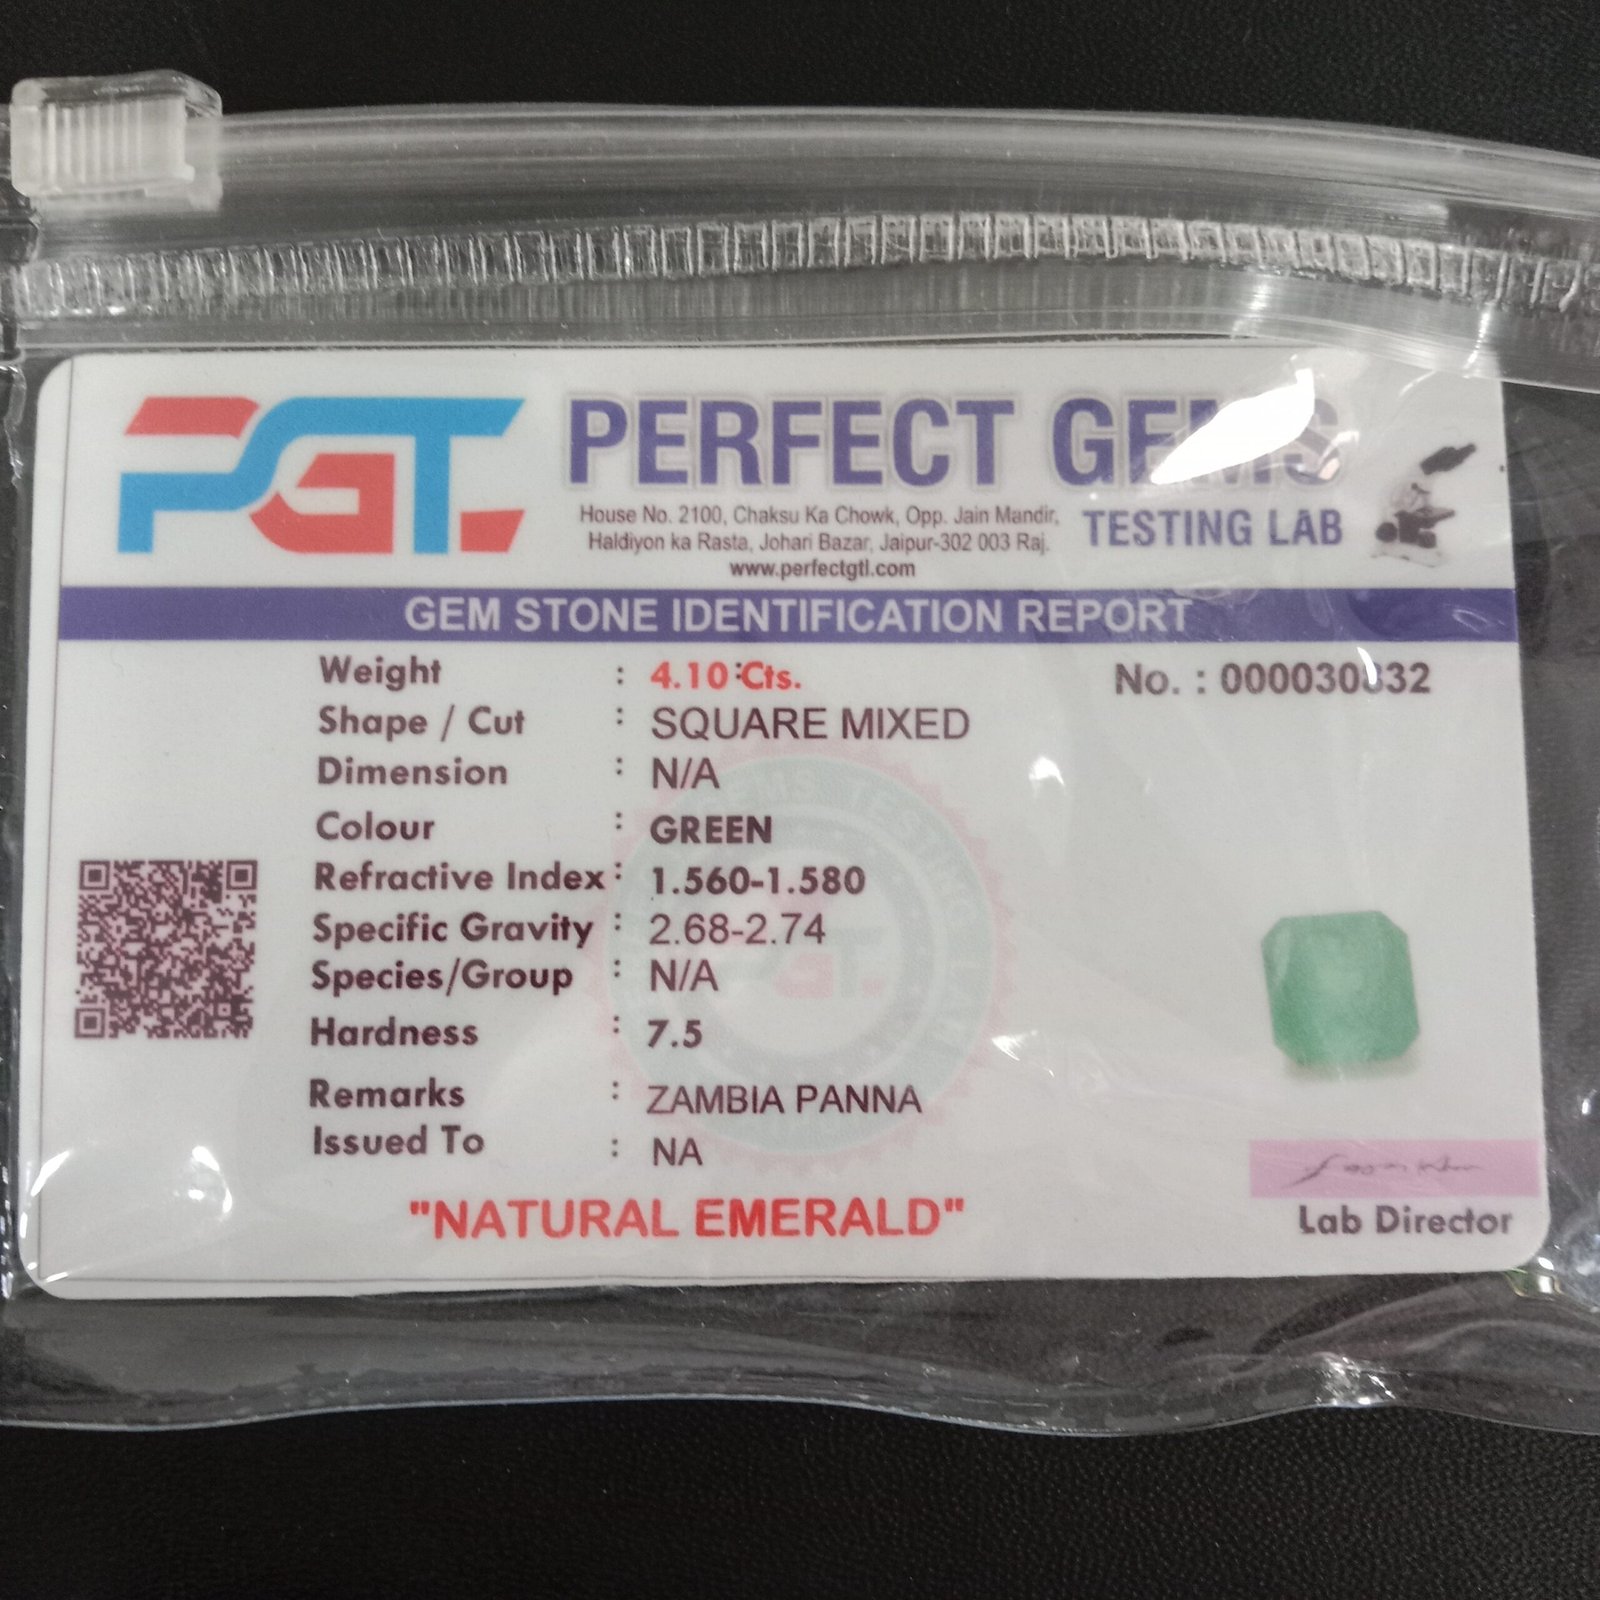 PGT.
PERFECT GEMS
TESTING LAB
House No. 2100, Chaksu Ka Chowk, Opp. Jain Mandir,
Haldiyon ka Rasta, Johari Bazar, Jaipur-302 003 Raj.
www.perfectgtl.com
GEM STONE IDENTIFICATION REPORT
No. :
Weight : 4.10 Cts.
Shape / Cut : SQUARE MIXED
Dimension : N/A
Colour : GREEN
Refractive Index : 1.560-1.580
Specific Gravity : 2.68-2.74
Species/Group : N/A
Hardness : 7.5
Remarks : ZAMBIA PANNA
Issued To : NA
"NATURAL EMERALD"
Lab Director